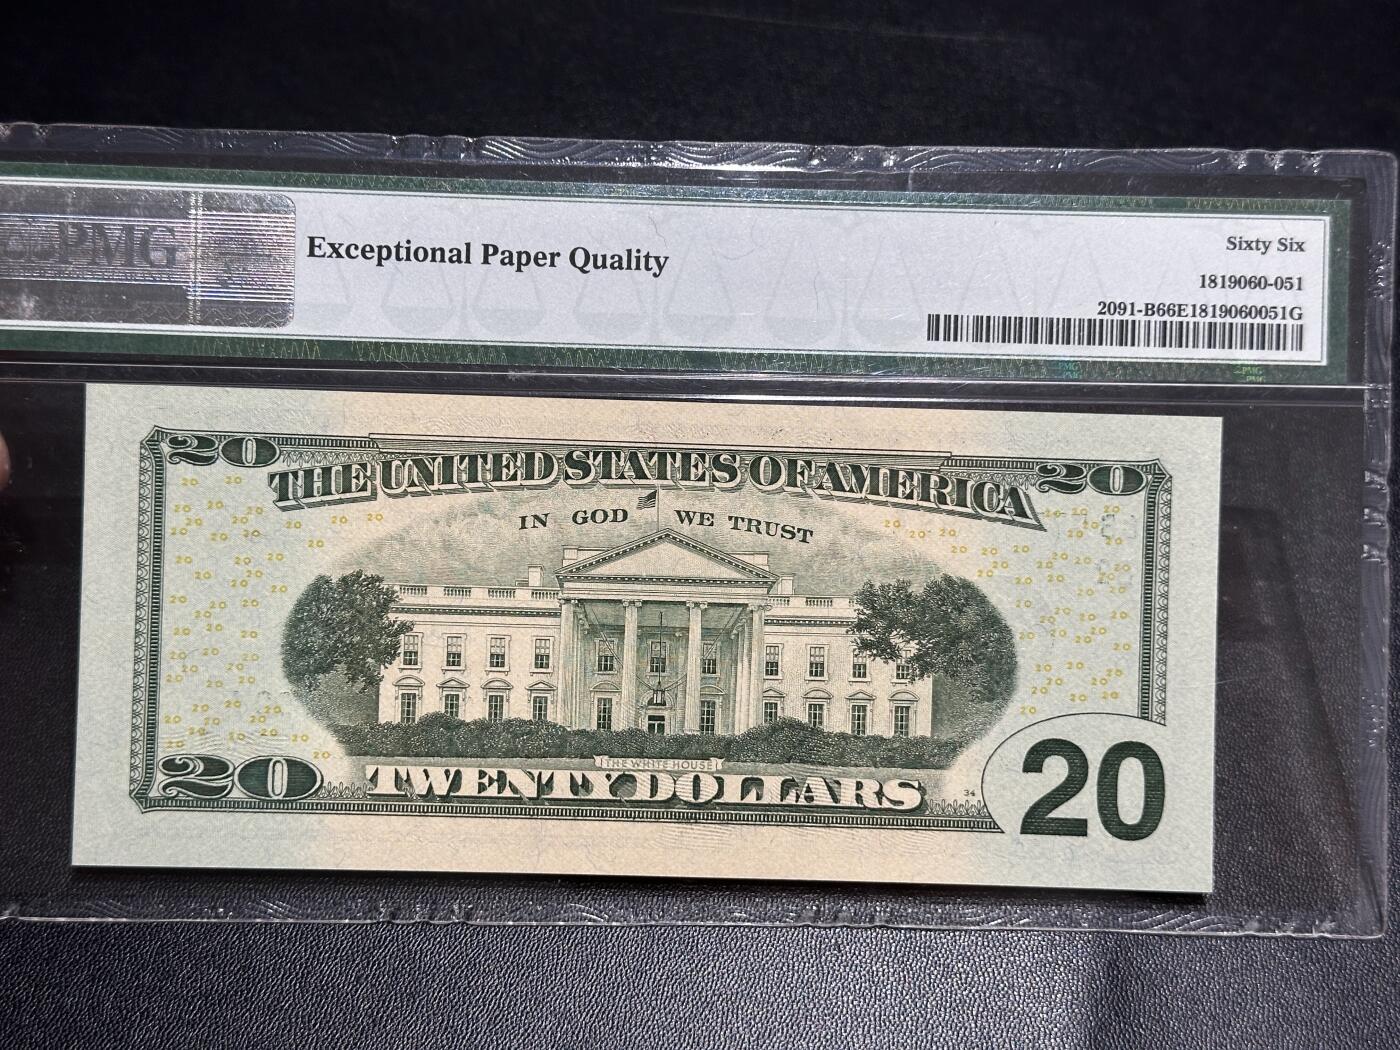 PMG
Exceptional Paper Quality
Sixty Six
1819060-051
2091-B66E1819060051G
20
20
THE UNITED STATES OF AMERICA
IN GOD WE TRUST
THE WHITE HOUSE
20
TWENTY DOLLARS
34
20